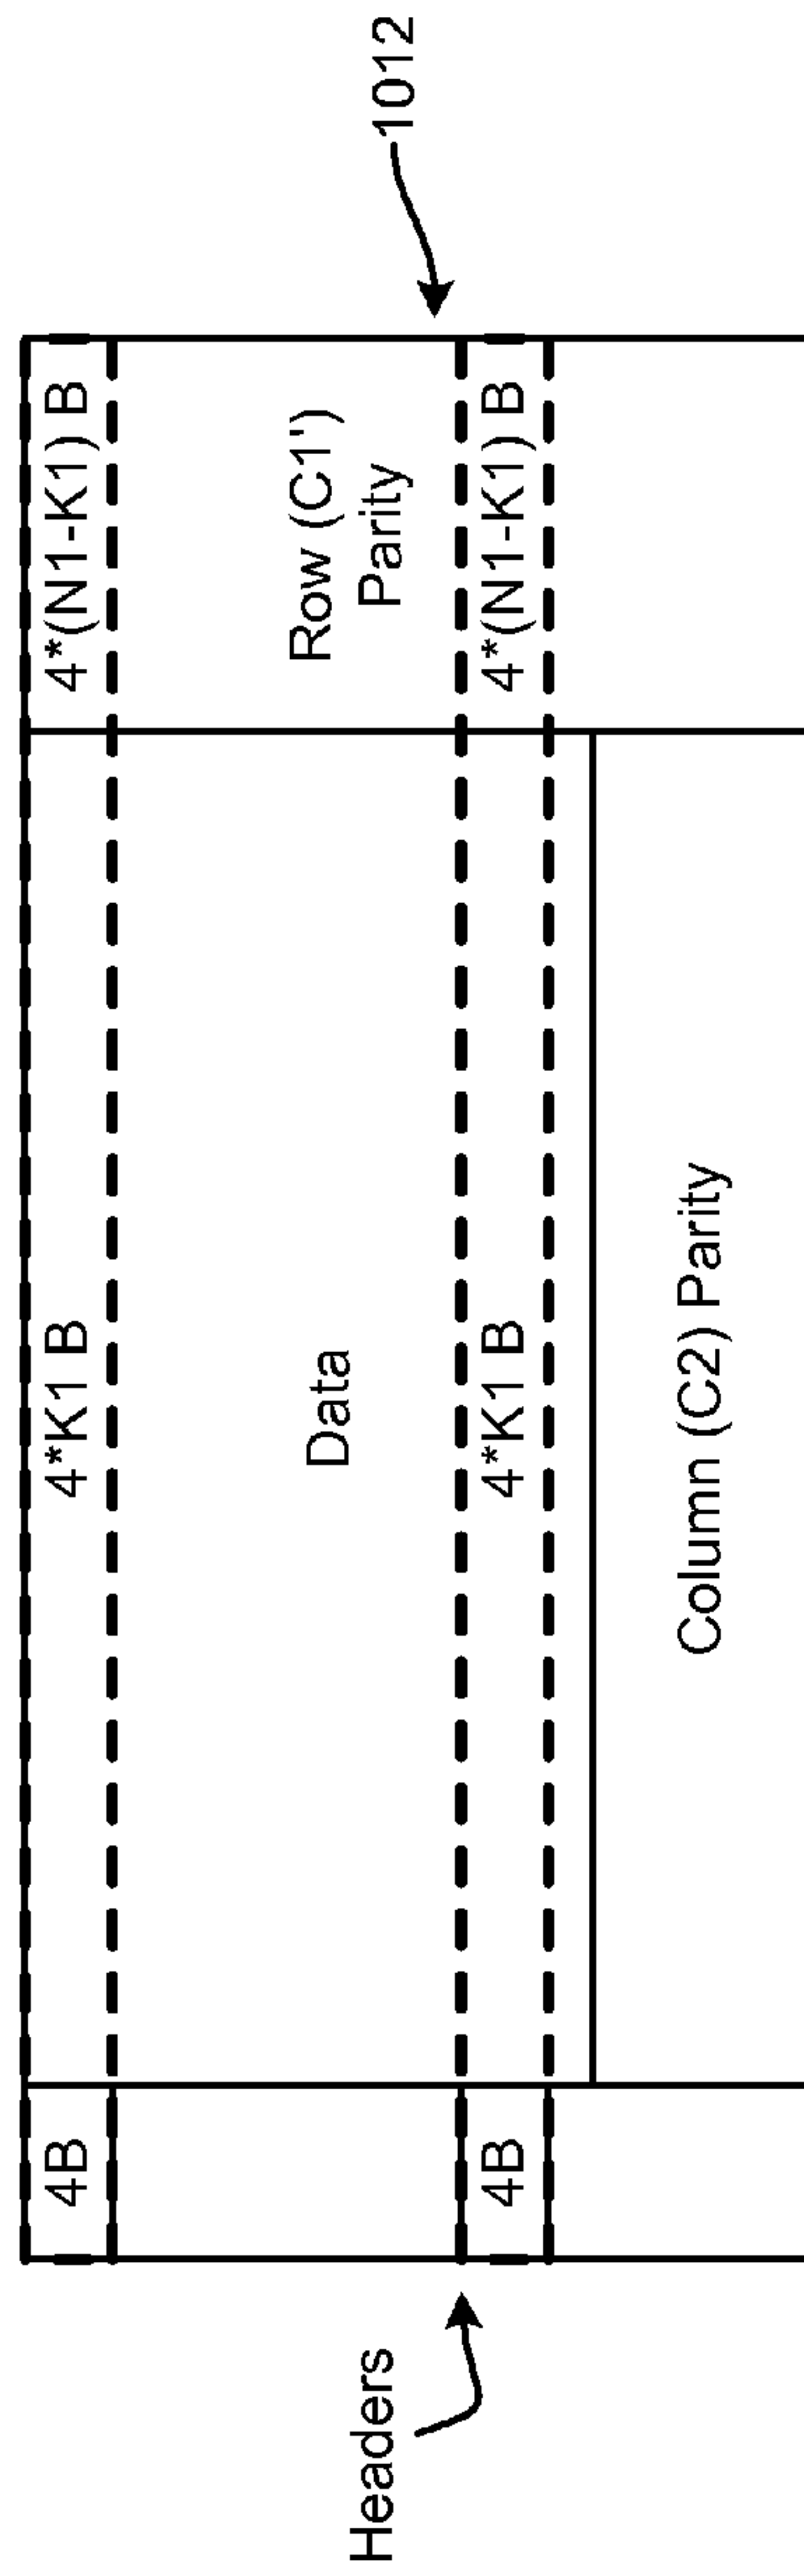 4B
4*K1 B
4*(N1-K1) B
Data
Row (C1')
Parity
1012
Headers
4B
4*K1 B
4*(N1-K1) B
Column (C2) Parity